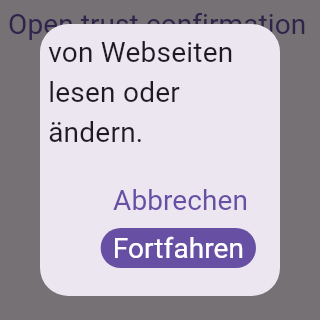 Open trust confirmation
von Webseiten
lesen oder
ändern.
Abbrechen
Fortfahren